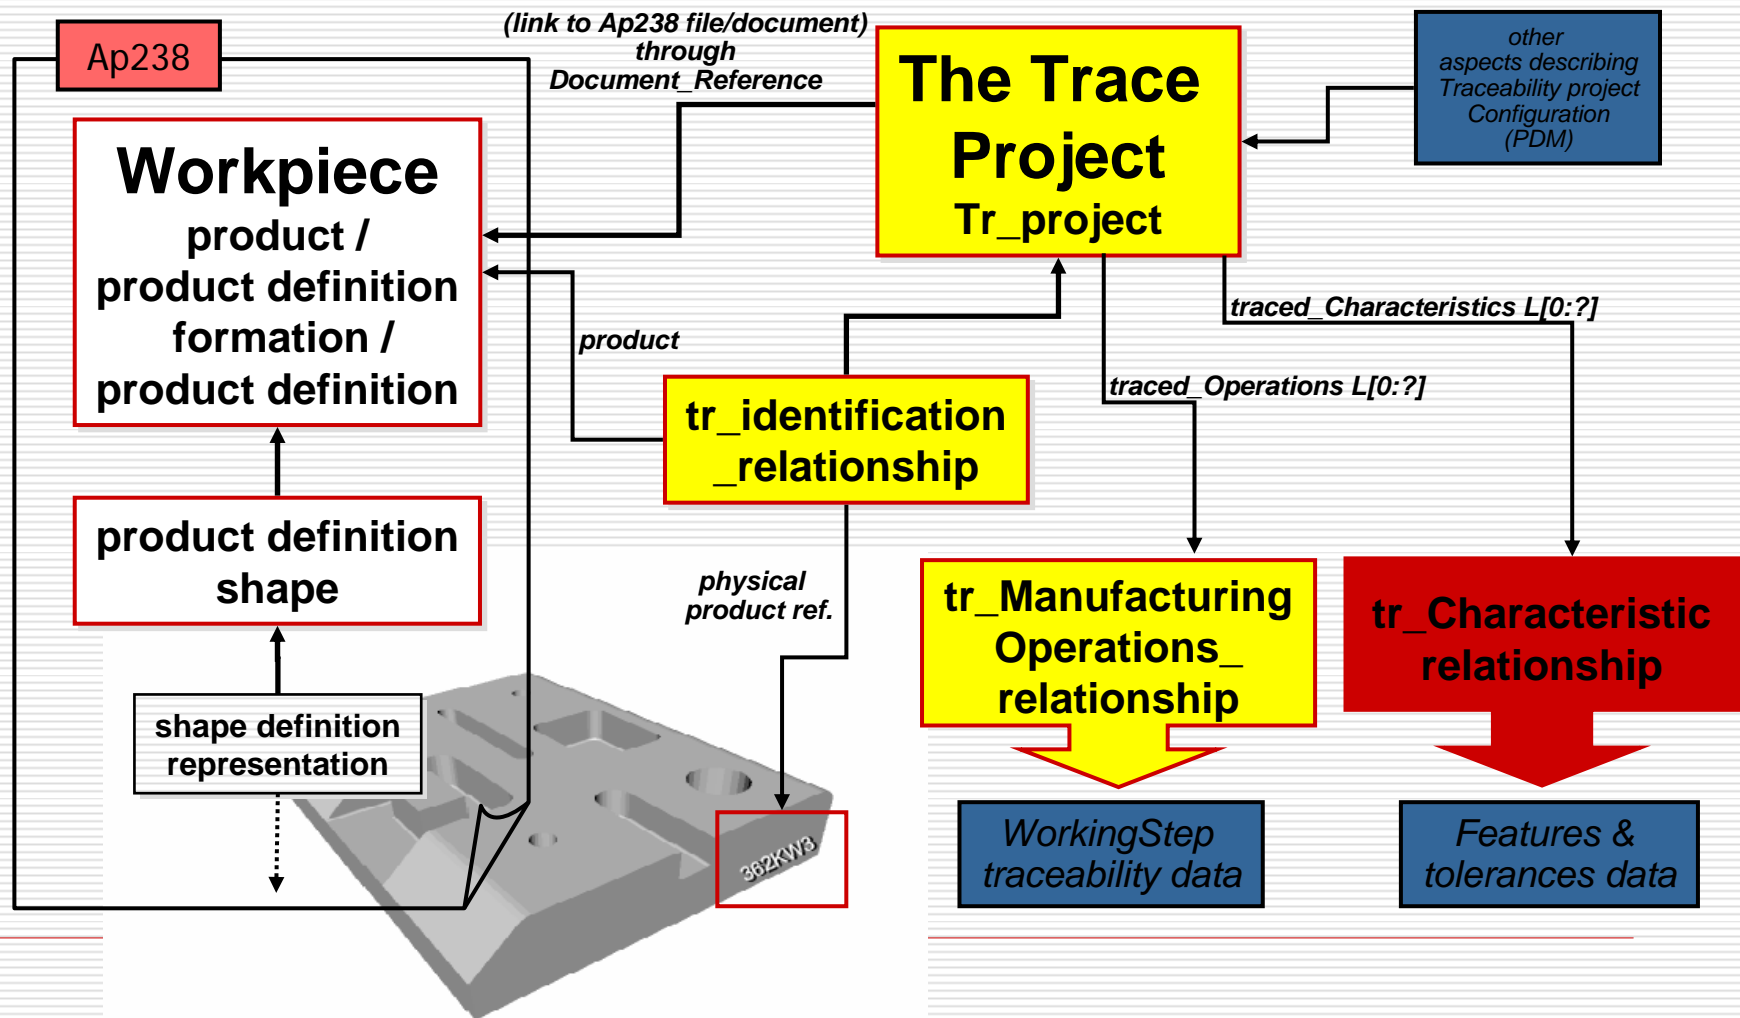 Ap238
(link to Ap238 file/document)
through
Document_Reference
The Trace
Project
Tr_project
other
aspects describing
Traceability project
Configuration
(PDM)
Workpiece
product /
product definition
formation /
product definition
product
traced_Characteristics L[0:?]
traced_Operations L[0:?]
tr_identification
_relationship
product definition
shape
physical
product ref.
tr_Manufacturing
Operations_
relationship
tr_Characteristic
relationship
shape definition
representation
362KW3
WorkingStep
traceability data
Features &
tolerances data